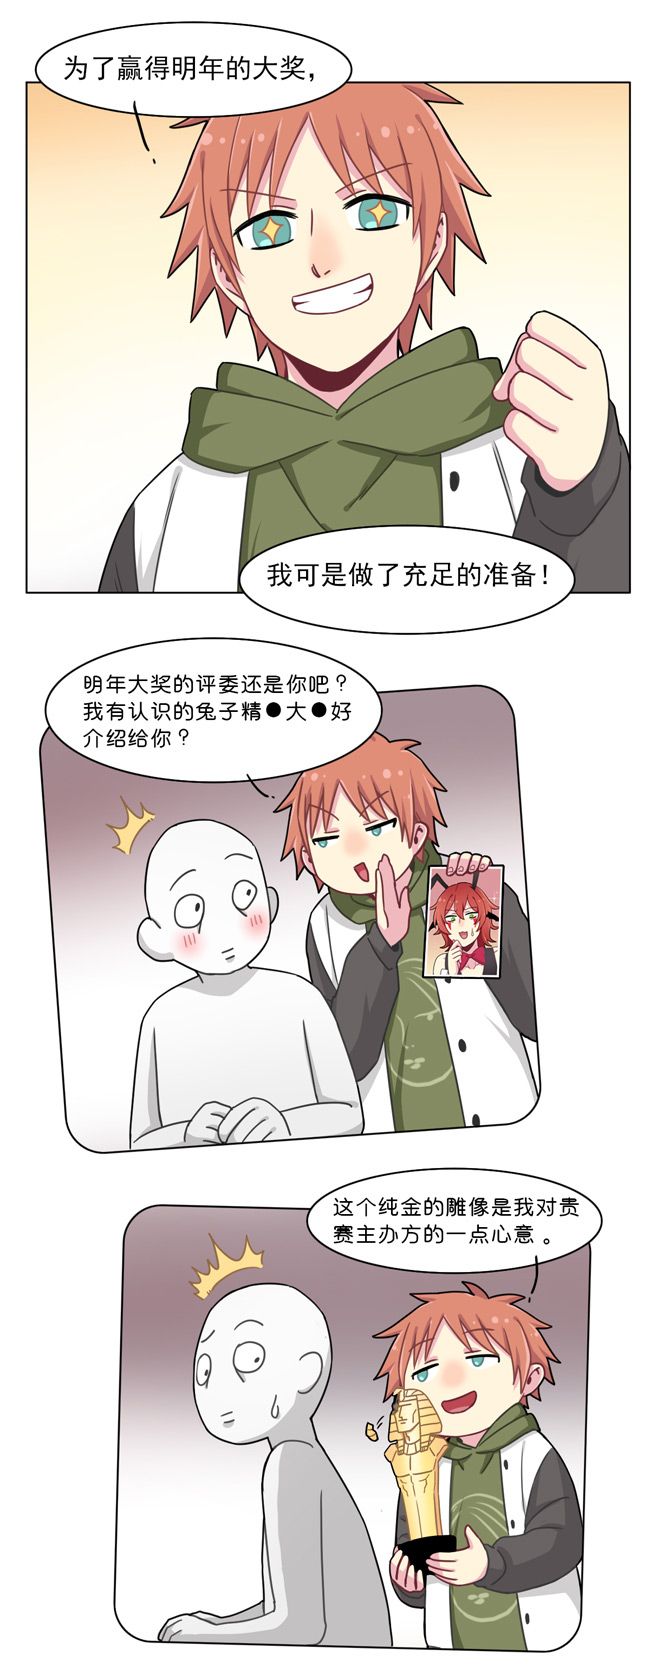 为了赢得明年的大奖，
我可是做了充足的准备！
明年大奖的评委还是你吧？
我有认识的兔子精●大●好
介绍给你？
这个纯金的雕像是我对贵
赛主办方的一点心意。